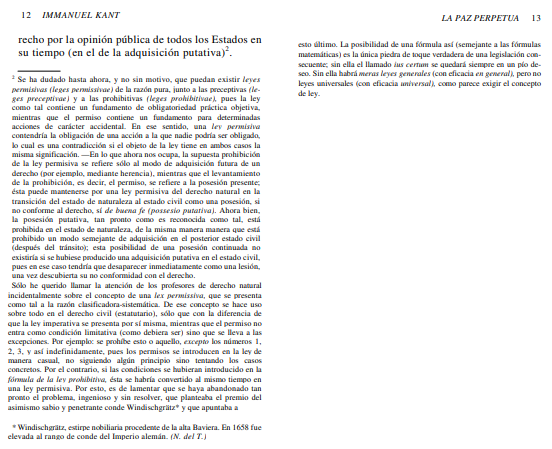 12 IMMANUEL KANT
recho por la opinión pública de todos los Estados en
su tiempo (en el de la adquisición putativa)².
² Se ha dudado hasta ahora, y no sin motivo, que puedan existir leyes
permisivas (leges permissivae) de la razón pura, junto a las preceptivas (le-
ges preceptivae) y a las prohibitivas (leges prohibitivae), pues la ley
como tal contiene un fundamento de obligatoriedad práctica objetiva,
mientras que el permiso contiene un fundamento para determinadas
acciones de carácter accidental. En ese sentido, una ley permisiva
contendría la obligación de una acción a la que nadie podría ser obligado,
lo cual es una contradicción si el objeto de la ley tiene en ambos casos la
misma significación. —En lo que ahora nos ocupa, la supuesta prohibición
de la ley permisiva se refiere sólo al modo de adquisición futura de un
derecho (por ejemplo, mediante herencia), mientras que el levantamiento
de la prohibición, es decir, el permiso, se refiere a la posesión presente;
ésta puede mantenerse por una ley permisiva del derecho natural en la
transición del estado de naturaleza al estado civil como una posesión, si
no conforme al derecho, sí de buena fe (possesio putativa). Ahora bien,
la posesión putativa, tan pronto como es reconocida como tal, está
prohibida en el estado de naturaleza, de la misma manera manera que está
prohibido un modo semejante de adquisición en el posterior estado civil
(después del tránsito); esta posibilidad de una posesión continuada no
existiría si se hubiese producido una adquisición putativa en el estado civil,
pues en ese caso tendría que desaparecer inmediatamente como una lesión,
una vez descubierta su no conformidad con el derecho.
Sólo he querido llamar la atención de los profesores de derecho natural
incidentalmente sobre el concepto de una lex permissiva, que se presenta
como tal a la razón clasificadora-sistemática. De ese concepto se hace uso
sobre todo en el derecho civil (estatutario), sólo que con la diferencia de
que la ley imperativa se presenta por sí misma, mientras que el permiso no
entra como condición limitativa (como debiera ser) sino que se lleva a las
excepciones. Por ejemplo: se prohíbe esto o aquello, excepto los números 1,
2, 3, y así indefinidamente, pues los permisos se introducen en la ley de
manera casual, no siguiendo algún principio sino tentando los casos
concretos. Por el contrario, si las condiciones se hubieran introducido en la
fórmula de la ley prohibitiva, ésta se habría convertido al mismo tiempo en
una ley permisiva. Por esto, es de lamentar que se haya abandonado tan
pronto el problema, ingenioso y sin resolver, que planteaba el premio del
asimismo sabio y penetrante conde Windischgrätz* y que apuntaba a
* Windischgrätz, estirpe nobiliaria procedente de la alta Baviera. En 1658 fue
elevada al rango de conde del Imperio alemán. (N. del T.)
LA PAZ PERPETUA 13
esto último. La posibilidad de una fórmula así (semejante a las fórmulas
matemáticas) es la única piedra de toque verdadera de una legislación con-
secuente; sin ella el llamado ius certum se quedará siempre en un pío de-
seo. Sin ella habrá meras leyes generales (con eficacia en general), pero no
leyes universales (con eficacia universal), como parece exigir el concepto
de ley.